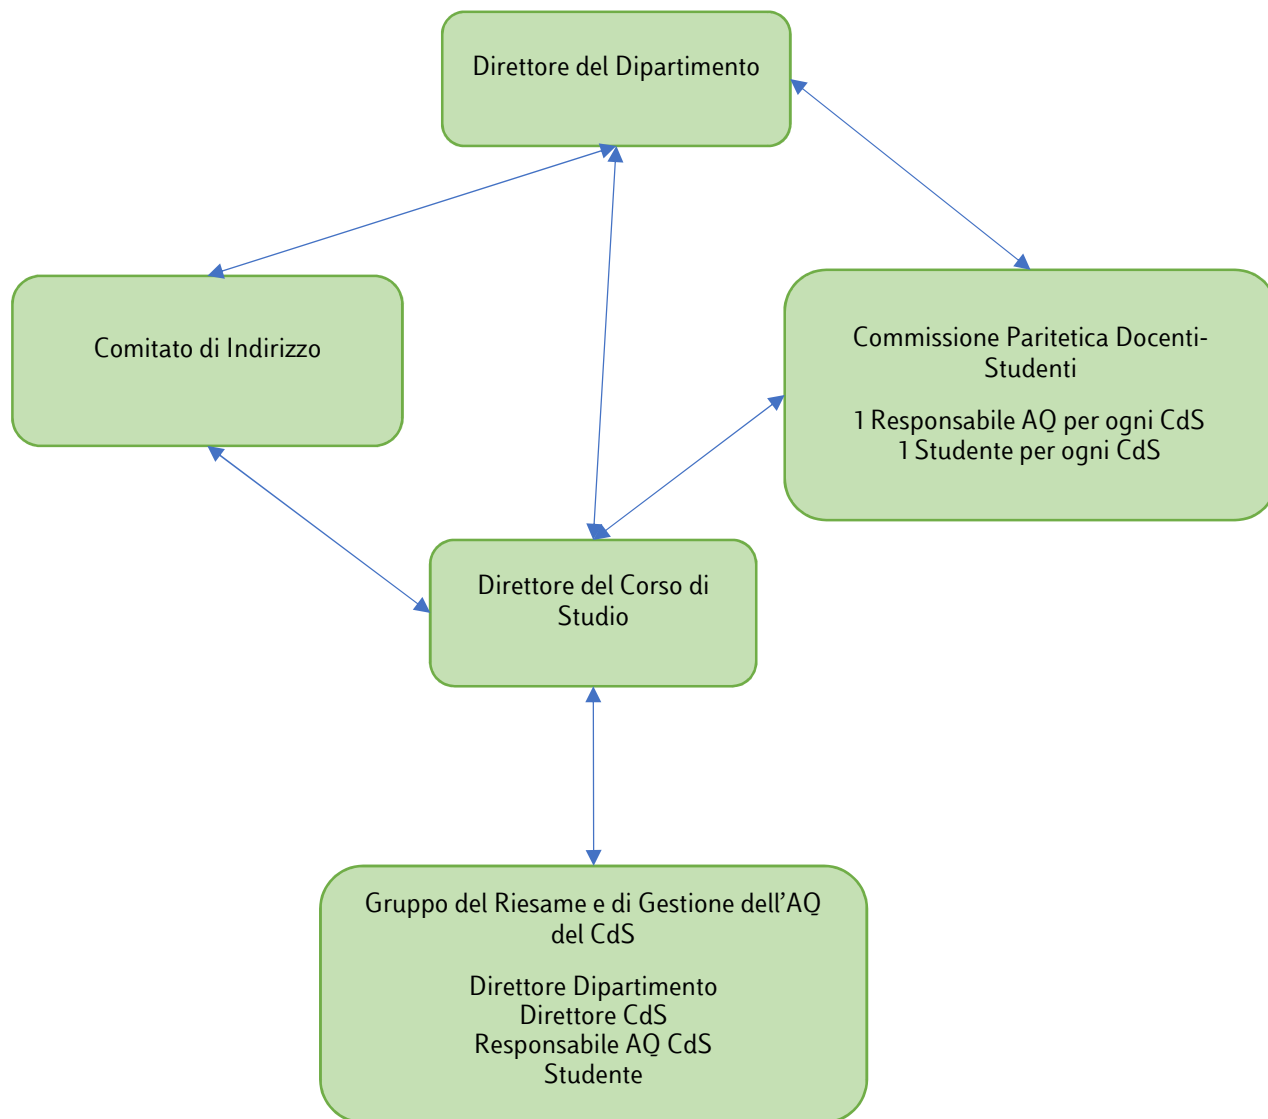 Direttore del Dipartimento
Comitato di Indirizzo
Commissione Paritetica Docenti-
Studenti
1 Responsabile AQ per ogni CdS
1 Studente per ogni CdS
Direttore del Corso di
Studio
Gruppo del Riesame e di Gestione dell’AQ
del CdS
Direttore Dipartimento
Direttore CdS
Responsabile AQ CdS
Studente